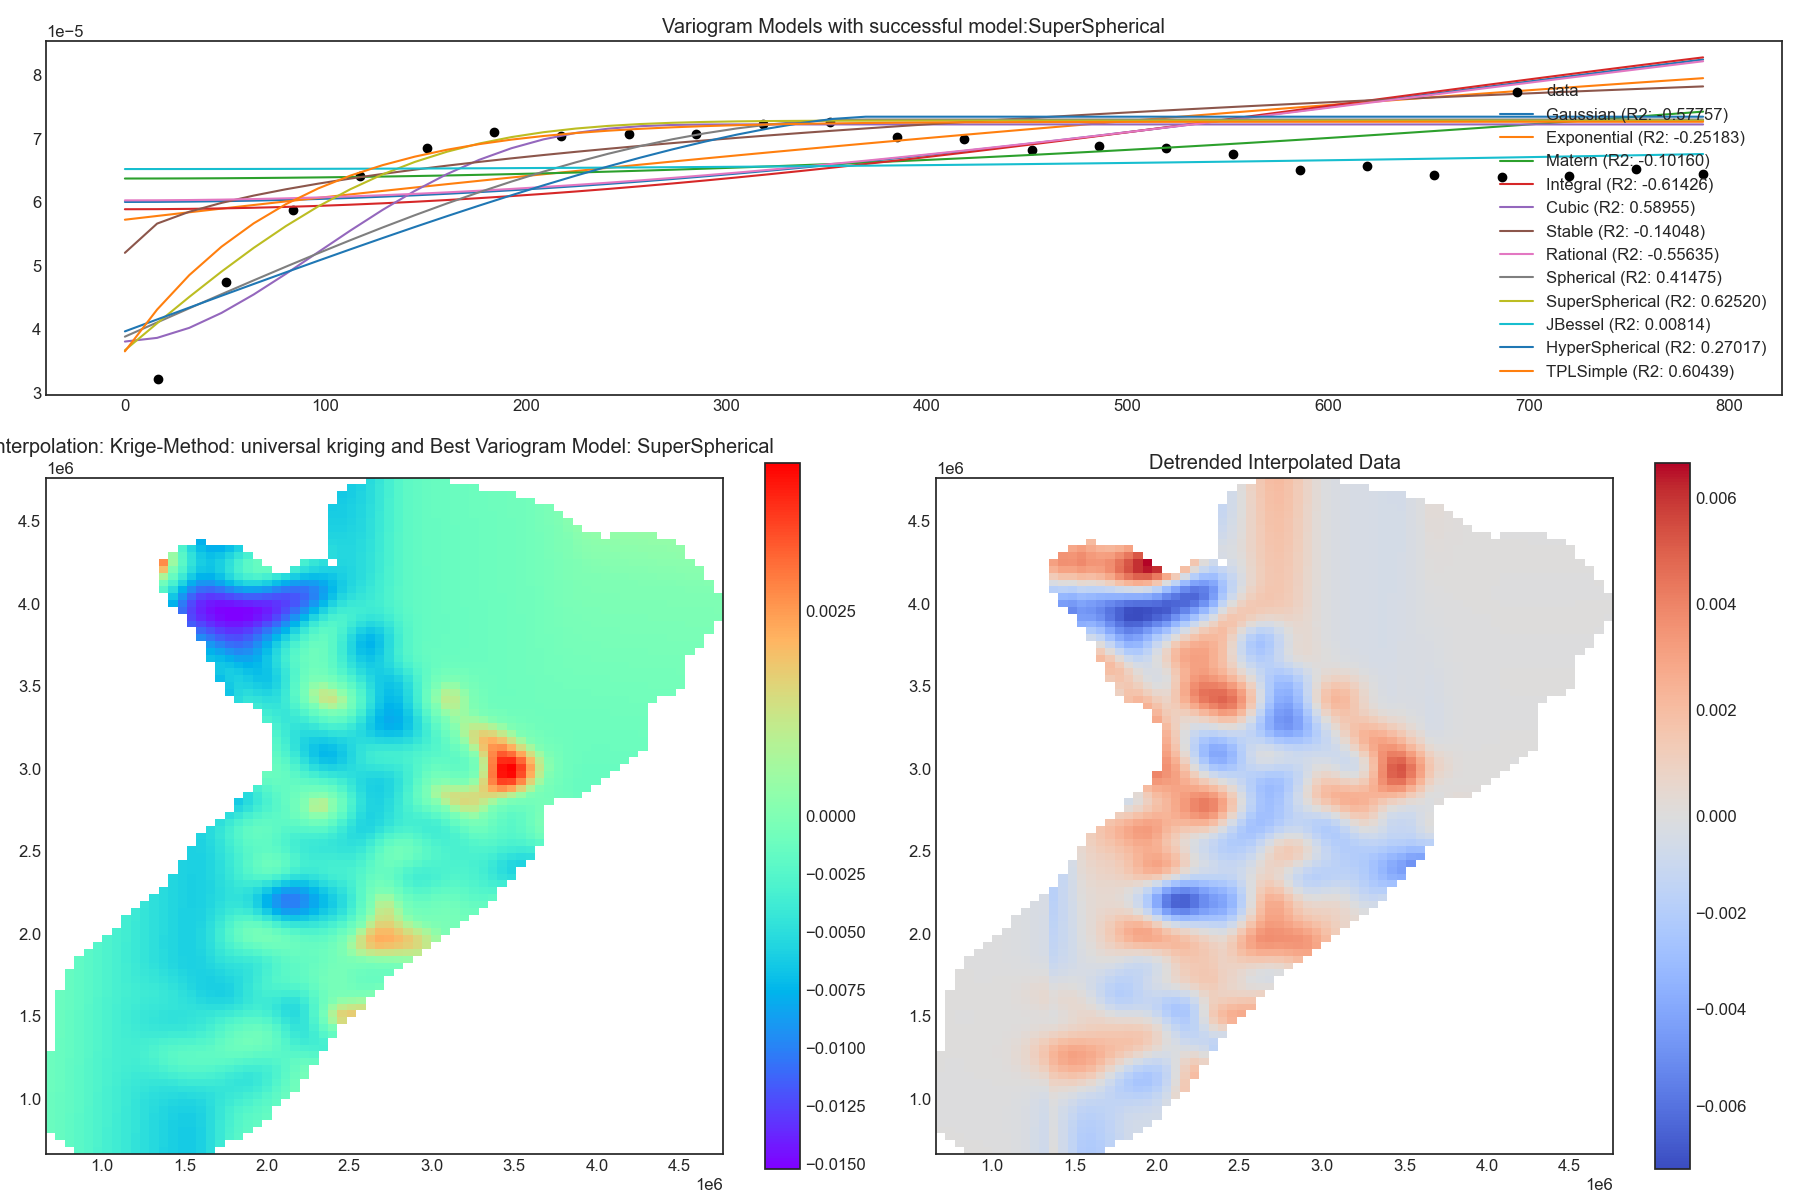 Variogram Models with successful model:SuperSpherical
1e−5
8
7
6
5
4
3
0 100 200 300 400 500 600 700 800
data
Gaussian (R2: -0.57757)
Exponential (R2: -0.25183)
Matern (R2: -0.10160)
Integral (R2: -0.61426)
Cubic (R2: 0.58955)
Stable (R2: -0.14048)
Rational (R2: -0.55635)
Spherical (R2: 0.41475)
SuperSpherical (R2: 0.62520)
JBessel (R2: 0.00814)
HyperSpherical (R2: 0.27017)
TPLSimple (R2: 0.60439)
nterpolation: Krige-Method: universal kriging and Best Variogram Model: SuperSpherical
1e6
4.5
4.0
3.5
3.0
2.5
2.0
1.5
1.0
1.0 1.5 2.0 2.5 3.0 3.5 4.0 4.5
1e6
0.0025
0.0000
−0.0025
−0.0050
−0.0075
−0.0100
−0.0125
−0.0150
Detrended Interpolated Data
1e6
4.5
4.0
3.5
3.0
2.5
2.0
1.5
1.0
1.0 1.5 2.0 2.5 3.0 3.5 4.0 4.5
1e6
0.006
0.004
0.002
0.000
−0.002
−0.004
−0.006